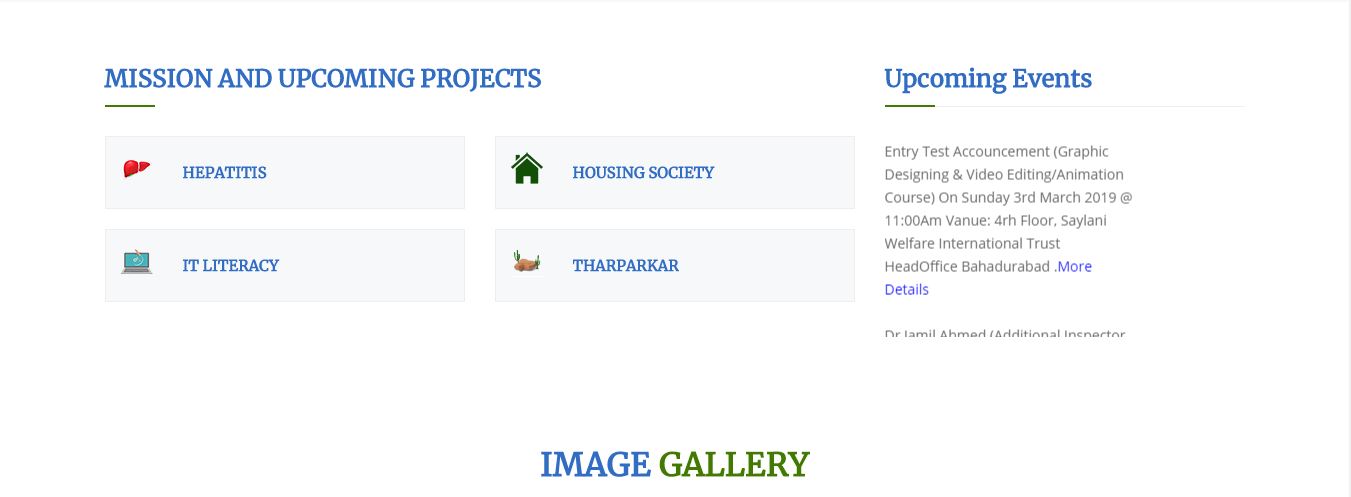 MISSION AND UPCOMING PROJECTS
HEPATITIS
HOUSING SOCIETY
IT LITERACY
THARPARKAR
Upcoming Events
Entry Test Accouncement (Graphic
Designing & Video Editing/Animation
Course) On Sunday 3rd March 2019 @
11:00Am Vanue: 4rh Floor, Saylani
Welfare International Trust
HeadOffice Bahadurabad .More
Details
Dr Jamil Ahmed (Additional Inspector
IMAGE GALLERY